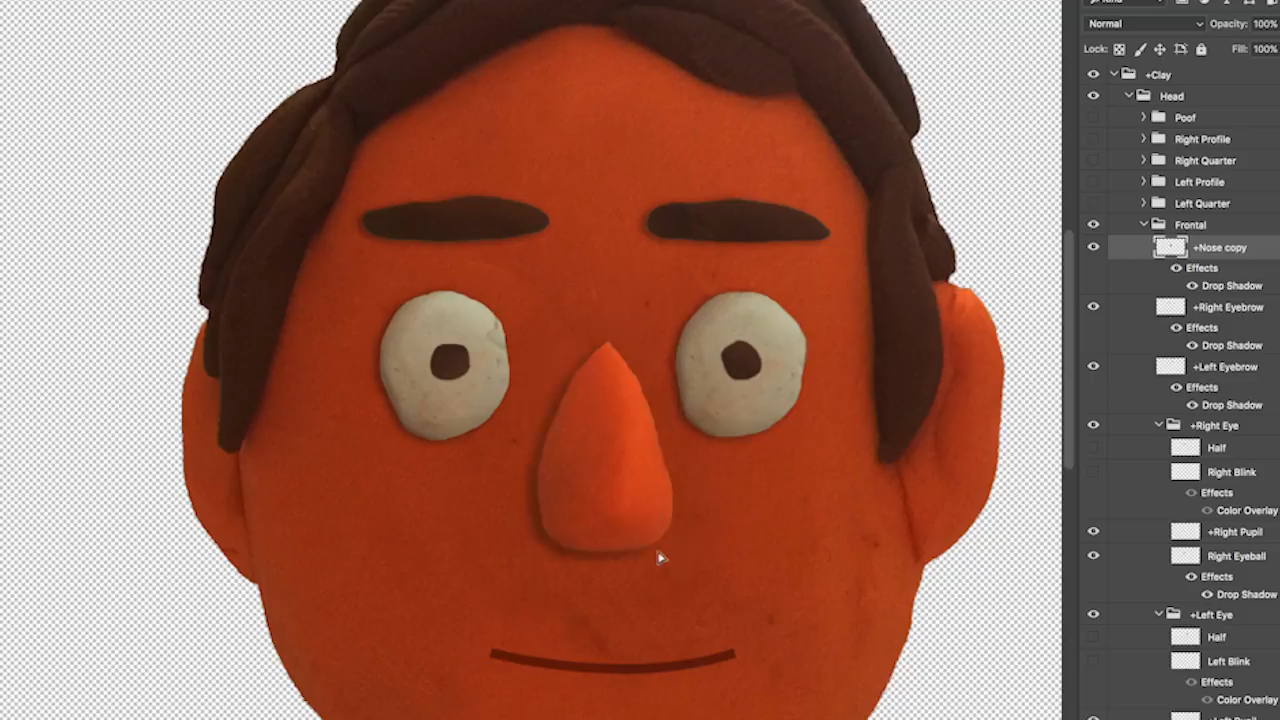 Normal
Opacity: 100%
Lock:
Fill: 100%
+Clay
Head
Poof
Right Profile
Right Quarter
Left Profile
Left Quarter
Frontal
+Nose copy
Effects
Drop Shadow
+Right Eyebrow
Effects
Drop Shadow
+Left Eyebrow
Effects
Drop Shadow
+Right Eye
Half
Right Blink
Effects
Color Overlay
+Right Pupil
Right Eyeball
Effects
Drop Shadow
+Left Eye
Half
Left Blink
Effects
Color Overlay